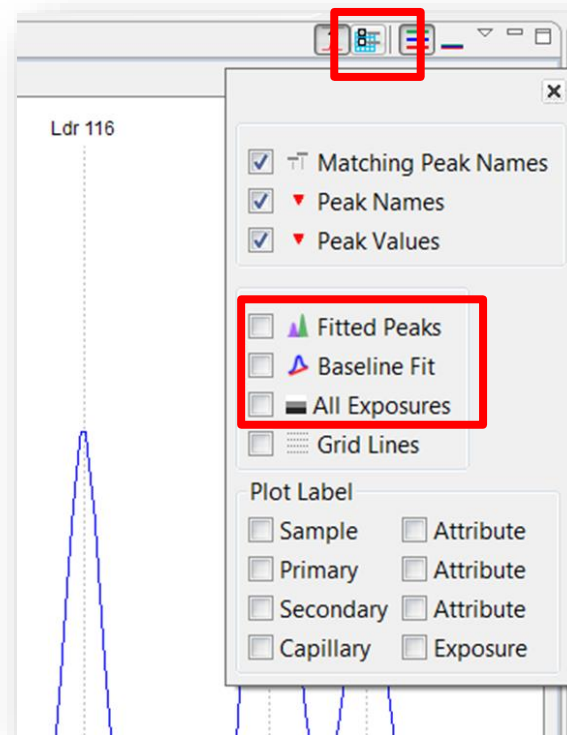 Ldr 116
Matching Peak Names
Peak Names
Peak Values
Fitted Peaks
Baseline Fit
All Exposures
Grid Lines
Plot Label
Sample Attribute
Primary Attribute
Secondary Attribute
Capillary Exposure